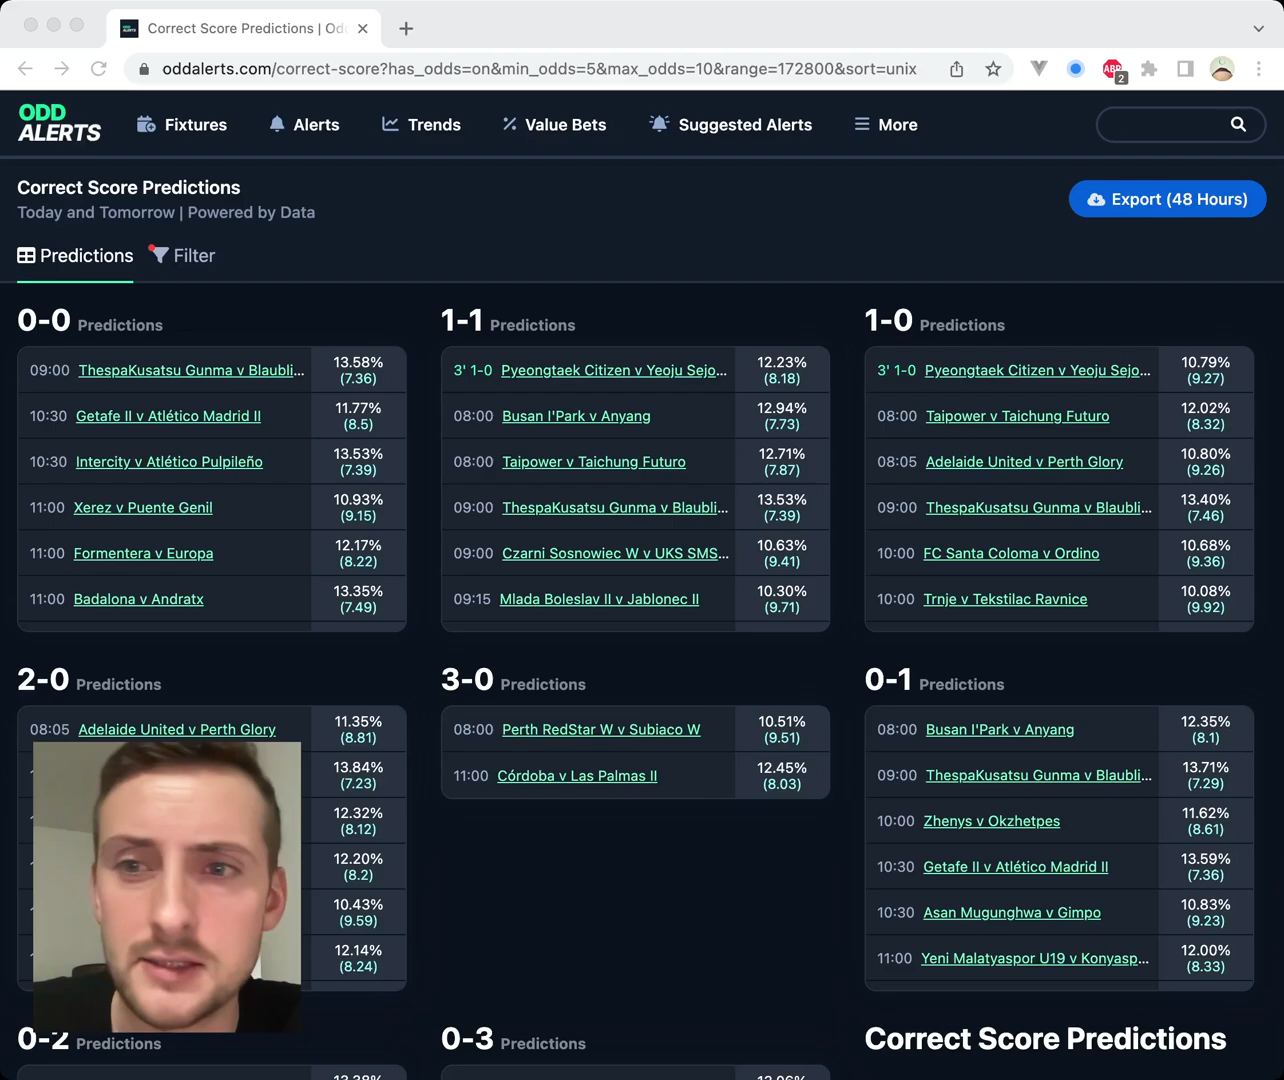 Correct Score Predictions | Od
oddalerts.com/correct-score?has_odds=on&min_odds=5&max_odds=10&range=172800&sort=unix
ABP
2
ODD
ALERTS
Fixtures
Alerts
Trends
Value Bets
Suggested Alerts
More
Correct Score Predictions
Today and Tomorrow | Powered by Data
Export (48 Hours)
Predictions
Filter
0-0 Predictions
09:00 ThespaKusatsu Gunma v Blaubli... 13.58% (7.36)
10:30 Getafe II v Atlético Madrid II 11.77% (8.5)
10:30 Intercity v Atlético Pulpileño 13.53% (7.39)
11:00 Xerez v Puente Genil 10.93% (9.15)
11:00 Formentera v Europa 12.17% (8.22)
11:00 Badalona v Andratx 13.35% (7.49)
1-1 Predictions
3' 1-0 Pyeongtaek Citizen v Yeoju Sejo... 12.23% (8.18)
08:00 Busan I'Park v Anyang 12.94% (7.73)
08:00 Taipower v Taichung Futuro 12.71% (7.87)
09:00 ThespaKusatsu Gunma v Blaubli... 13.53% (7.39)
09:00 Czarni Sosnowiec W v UKS SMS... 10.63% (9.41)
09:15 Mlada Boleslav II v Jablonec II 10.30% (9.71)
1-0 Predictions
3' 1-0 Pyeongtaek Citizen v Yeoju Sejo... 10.79% (9.27)
08:00 Taipower v Taichung Futuro 12.02% (8.32)
08:05 Adelaide United v Perth Glory 10.80% (9.26)
09:00 ThespaKusatsu Gunma v Blaubli... 13.40% (7.46)
10:00 FC Santa Coloma v Ordino 10.68% (9.36)
10:00 Trnje v Tekstilac Ravnice 10.08% (9.92)
2-0 Predictions
08:05 Adelaide United v Perth Glory 11.35% (8.81)
13.84% (7.23)
12.32% (8.12)
12.20% (8.2)
10.43% (9.59)
12.14% (8.24)
3-0 Predictions
08:00 Perth RedStar W v Subiaco W 10.51% (9.51)
11:00 Córdoba v Las Palmas II 12.45% (8.03)
0-1 Predictions
08:00 Busan I'Park v Anyang 12.35% (8.1)
09:00 ThespaKusatsu Gunma v Blaubli... 13.71% (7.29)
10:00 Zhenys v Okzhetpes 11.62% (8.61)
10:30 Getafe II v Atlético Madrid II 13.59% (7.36)
10:30 Asan Mugunghwa v Gimpo 10.83% (9.23)
11:00 Yeni Malatyaspor U19 v Konyasp... 12.00% (8.33)
0-2 Predictions
0-3 Predictions
Correct Score Predictions